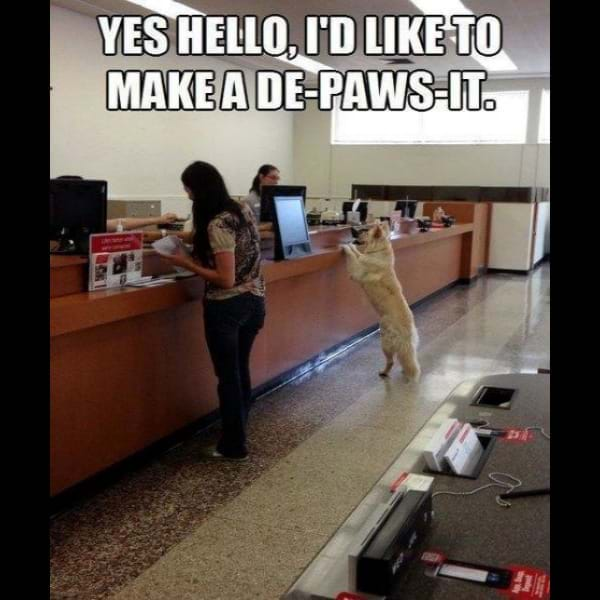 YES HELLO, I'D LIKE TO
MAKE A DE-PAWS-IT.